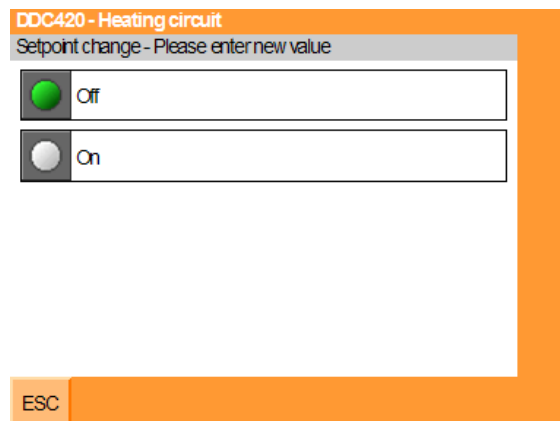 DDC420 - Heating circuit
Setpoint change - Please enter new value
Off
On
ESC